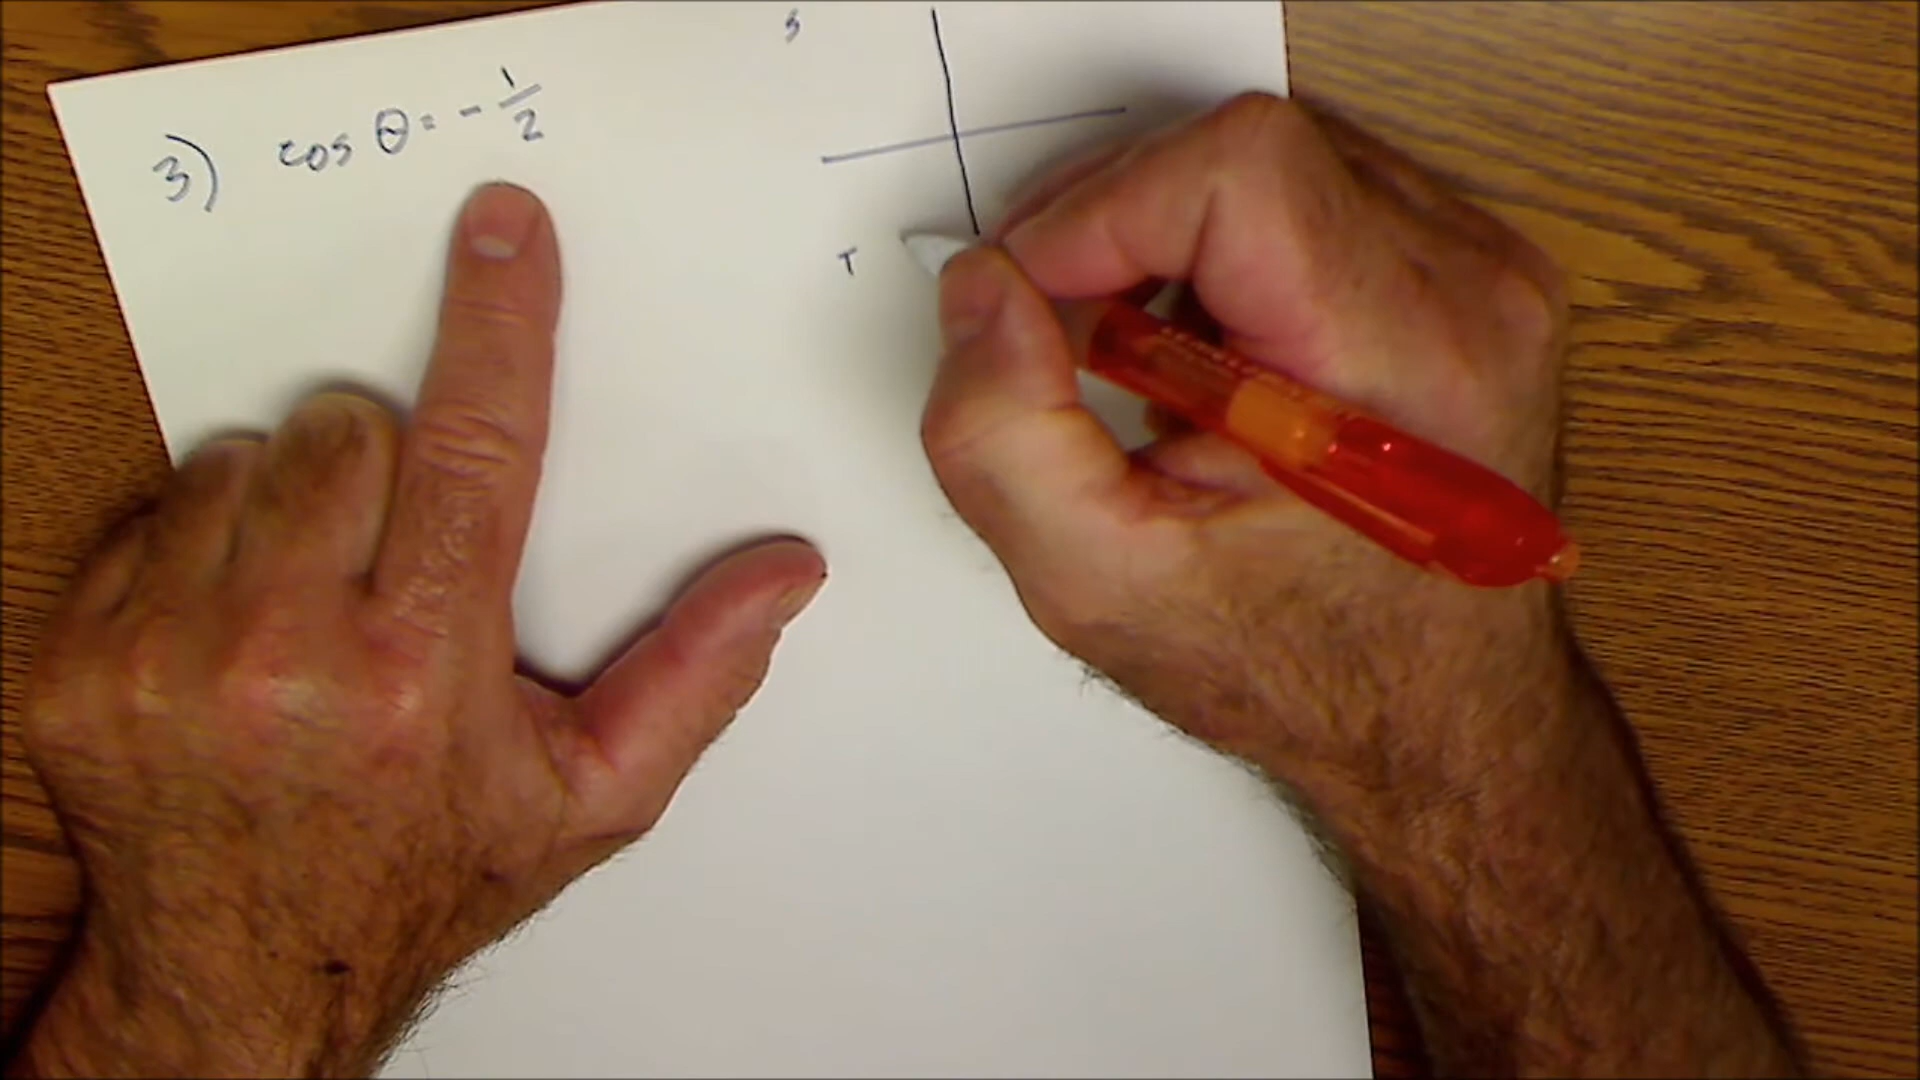 3) cos θ = - 1/2
S
T